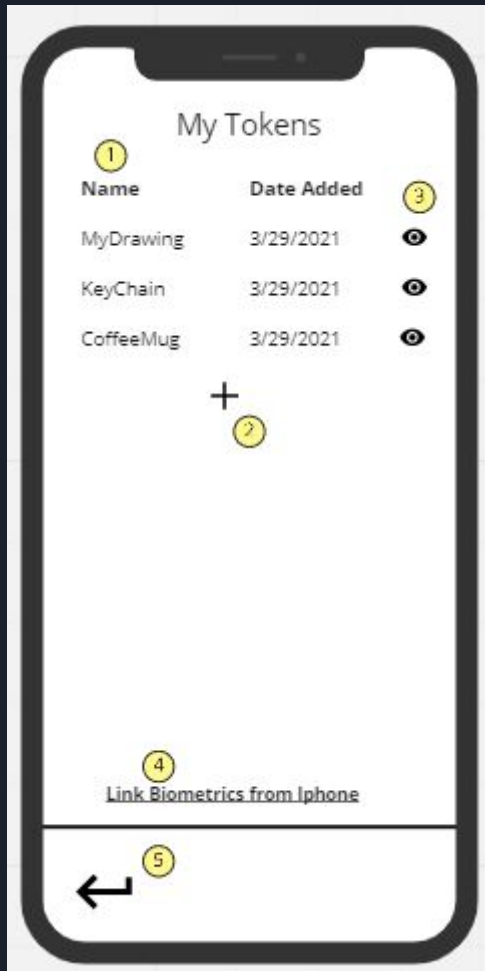 My Tokens
1
Name Date Added 3
MyDrawing 3/29/2021
KeyChain 3/29/2021
CoffeeMug 3/29/2021
2
4
Link Biometrics from Iphone
5